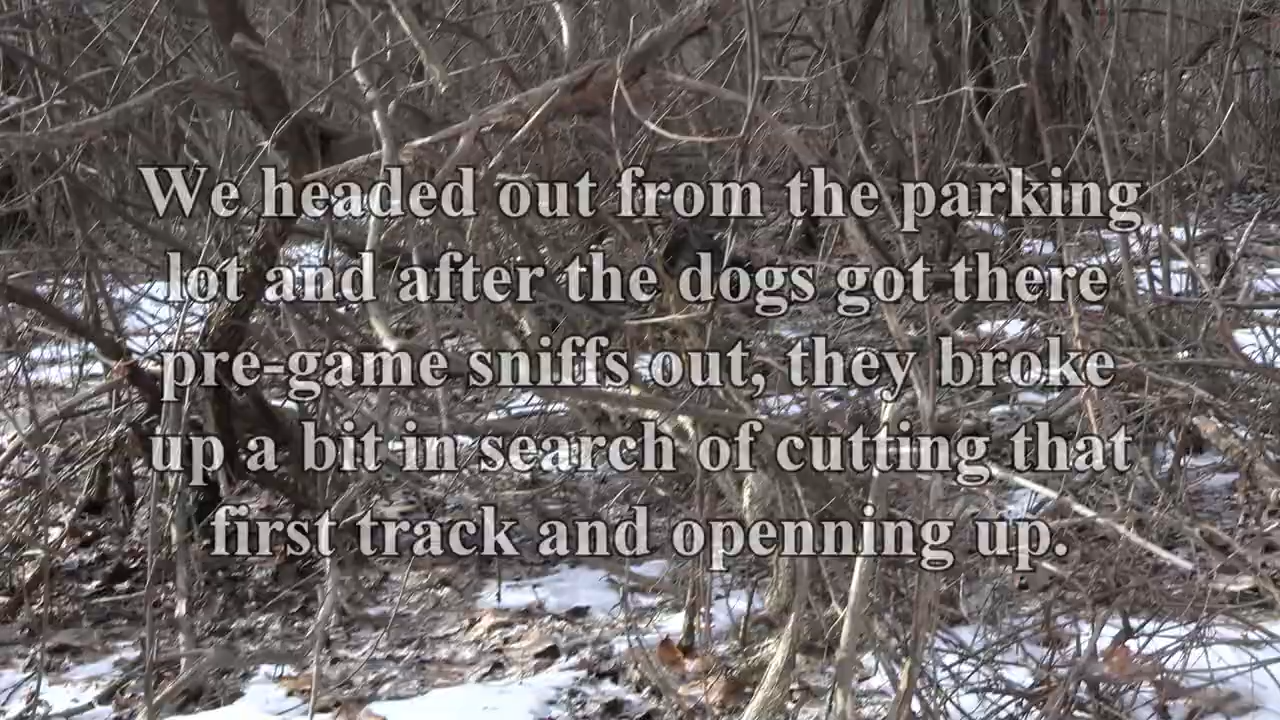 We headed out from the parking
lot and after the dogs got there
pre-game sniffs out, they broke
up a bit in search of cutting that
first track and openning up.